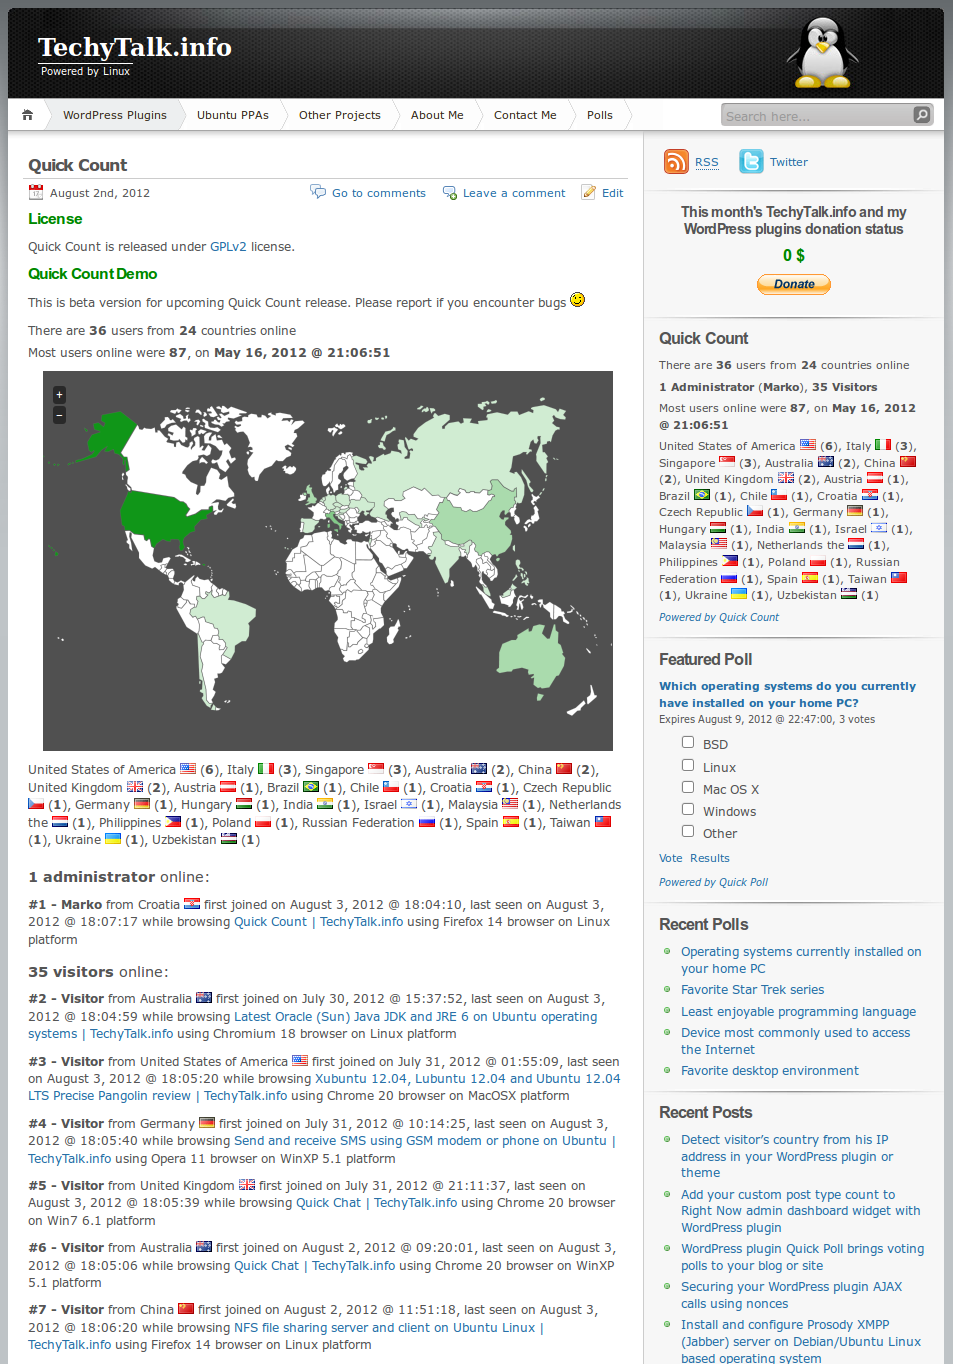 TechyTalk.info
Powered by Linux
WordPress Plugins
Ubuntu PPAs
Other Projects
About Me
Contact Me
Polls
Search here...
Quick Count
August 2nd, 2012
Go to comments
Leave a comment
Edit
License
Quick Count is released under GPLv2 license.
Quick Count Demo
This is beta version for upcoming Quick Count release. Please report if you encounter bugs
There are 36 users from 24 countries online
Most users online were 87, on May 16, 2012 @ 21:06:51
+
−
United States of America (6), Italy (3), Singapore (3), Australia (2), China (2),
United Kingdom (2), Austria (1), Brazil (1), Chile (1), Croatia (1), Czech Republic
(1), Germany (1), Hungary (1), India (1), Israel (1), Malaysia (1), Netherlands
the (1), Philippines (1), Poland (1), Russian Federation (1), Spain (1), Taiwan
(1), Ukraine (1), Uzbekistan (1)
1 administrator online:
#1 - Marko from Croatia first joined on August 3, 2012 @ 18:04:10, last seen on August 3,
2012 @ 18:07:17 while browsing Quick Count | TechyTalk.info using Firefox 14 browser on Linux
platform
35 visitors online:
#2 - Visitor from Australia first joined on July 30, 2012 @ 15:37:52, last seen on August 3,
2012 @ 18:04:59 while browsing Latest Oracle (Sun) Java JDK and JRE 6 on Ubuntu operating
systems | TechyTalk.info using Chromium 18 browser on Linux platform
#3 - Visitor from United States of America first joined on July 31, 2012 @ 01:55:09, last seen
on August 3, 2012 @ 18:05:20 while browsing Xubuntu 12.04, Lubuntu 12.04 and Ubuntu 12.04
LTS Precise Pangolin review | TechyTalk.info using Chrome 20 browser on MacOSX platform
#4 - Visitor from Germany first joined on July 31, 2012 @ 10:14:25, last seen on August 3,
2012 @ 18:05:40 while browsing Send and receive SMS using GSM modem or phone on Ubuntu |
TechyTalk.info using Opera 11 browser on WinXP 5.1 platform
#5 - Visitor from United Kingdom first joined on July 31, 2012 @ 21:11:37, last seen on
August 3, 2012 @ 18:05:39 while browsing Quick Chat | TechyTalk.info using Chrome 20 browser
on Win7 6.1 platform
#6 - Visitor from Australia first joined on August 2, 2012 @ 09:20:01, last seen on August 3,
2012 @ 18:05:06 while browsing Quick Chat | TechyTalk.info using Chrome 20 browser on WinXP
5.1 platform
#7 - Visitor from China first joined on August 2, 2012 @ 11:51:18, last seen on August 3,
2012 @ 18:06:20 while browsing NFS file sharing server and client on Ubuntu Linux |
TechyTalk.info using Firefox 14 browser on Linux platform
RSS
Twitter
This month's TechyTalk.info and my
WordPress plugins donation status
0 $
Donate
Quick Count
There are 36 users from 24 countries online
1 Administrator (Marko), 35 Visitors
Most users online were 87, on May 16, 2012
@ 21:06:51
United States of America (6), Italy (3),
Singapore (3), Australia (2), China
(2), United Kingdom (2), Austria (1),
Brazil (1), Chile (1), Croatia (1),
Czech Republic (1), Germany (1),
Hungary (1), India (1), Israel (1),
Malaysia (1), Netherlands the (1),
Philippines (1), Poland (1), Russian
Federation (1), Spain (1), Taiwan
(1), Ukraine (1), Uzbekistan (1)
Powered by Quick Count
Featured Poll
Which operating systems do you currently
have installed on your home PC?
Expires August 9, 2012 @ 22:47:00, 3 votes
BSD
Linux
Mac OS X
Windows
Other
Vote Results
Powered by Quick Poll
Recent Polls
Operating systems currently installed on
your home PC
Favorite Star Trek series
Least enjoyable programming language
Device most commonly used to access
the Internet
Favorite desktop environment
Recent Posts
Detect visitor’s country from his IP
address in your WordPress plugin or
theme
Add your custom post type count to
Right Now admin dashboard widget with
WordPress plugin
WordPress plugin Quick Poll brings voting
polls to your blog or site
Securing your WordPress plugin AJAX
calls using nonces
Install and configure Prosody XMPP
(Jabber) server on Debian/Ubuntu Linux
based operating system